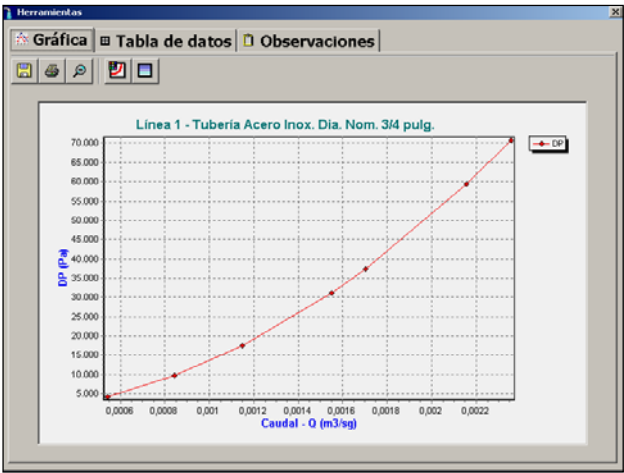 Herramientas
Gráfica
Tabla de datos
Observaciones
Línea 1 - Tubería Acero Inox. Dia. Nom. 3/4 pulg.
DP
70.000
65.000
60.000
55.000
50.000
45.000
40.000
35.000
30.000
25.000
20.000
15.000
10.000
5.000
DP (Pa)
0,0006 0,0008 0,001 0,0012 0,0014 0,0016 0,0018 0,002 0,0022
Caudal - Q (m3/sg)